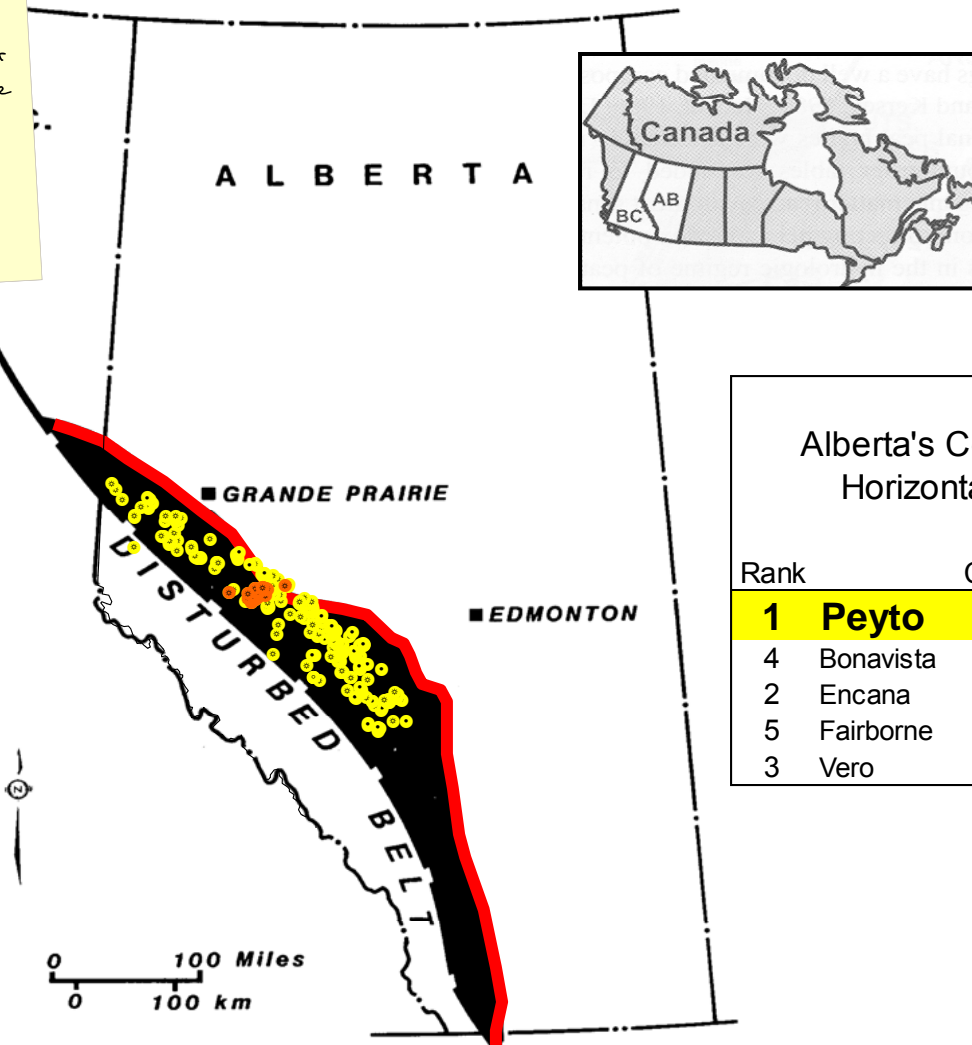 ALBERTA
Canada
AB
BC
GRANDE PRAIRIE
EDMONTON
DISTURBED BELT
Alberta's C
Horizonta
Rank
1 Peyto
4 Bonavista
2 Encana
5 Fairborne
3 Vero
0 100 Miles
0 100 km